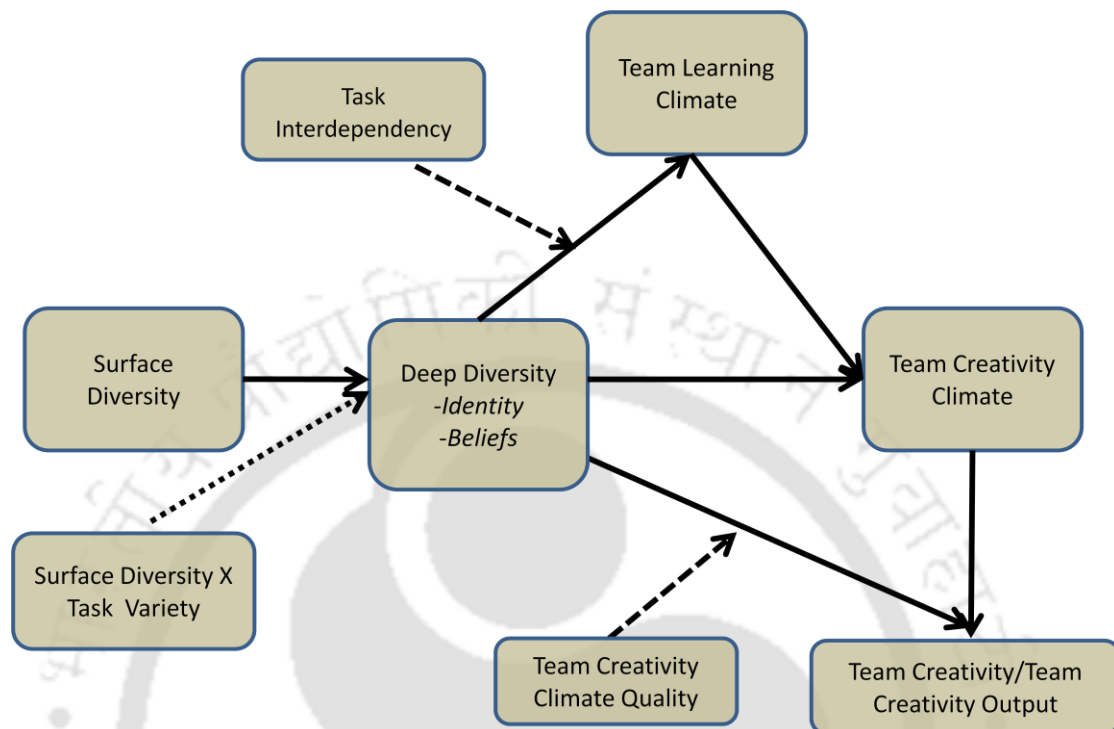 Team Learning
Climate
Task
Interdependency
Surface
Diversity
Deep Diversity
-Identity
-Beliefs
Team Creativity
Climate
Surface Diversity X
Task Variety
Team Creativity
Climate Quality
Team Creativity/Team
Creativity Output